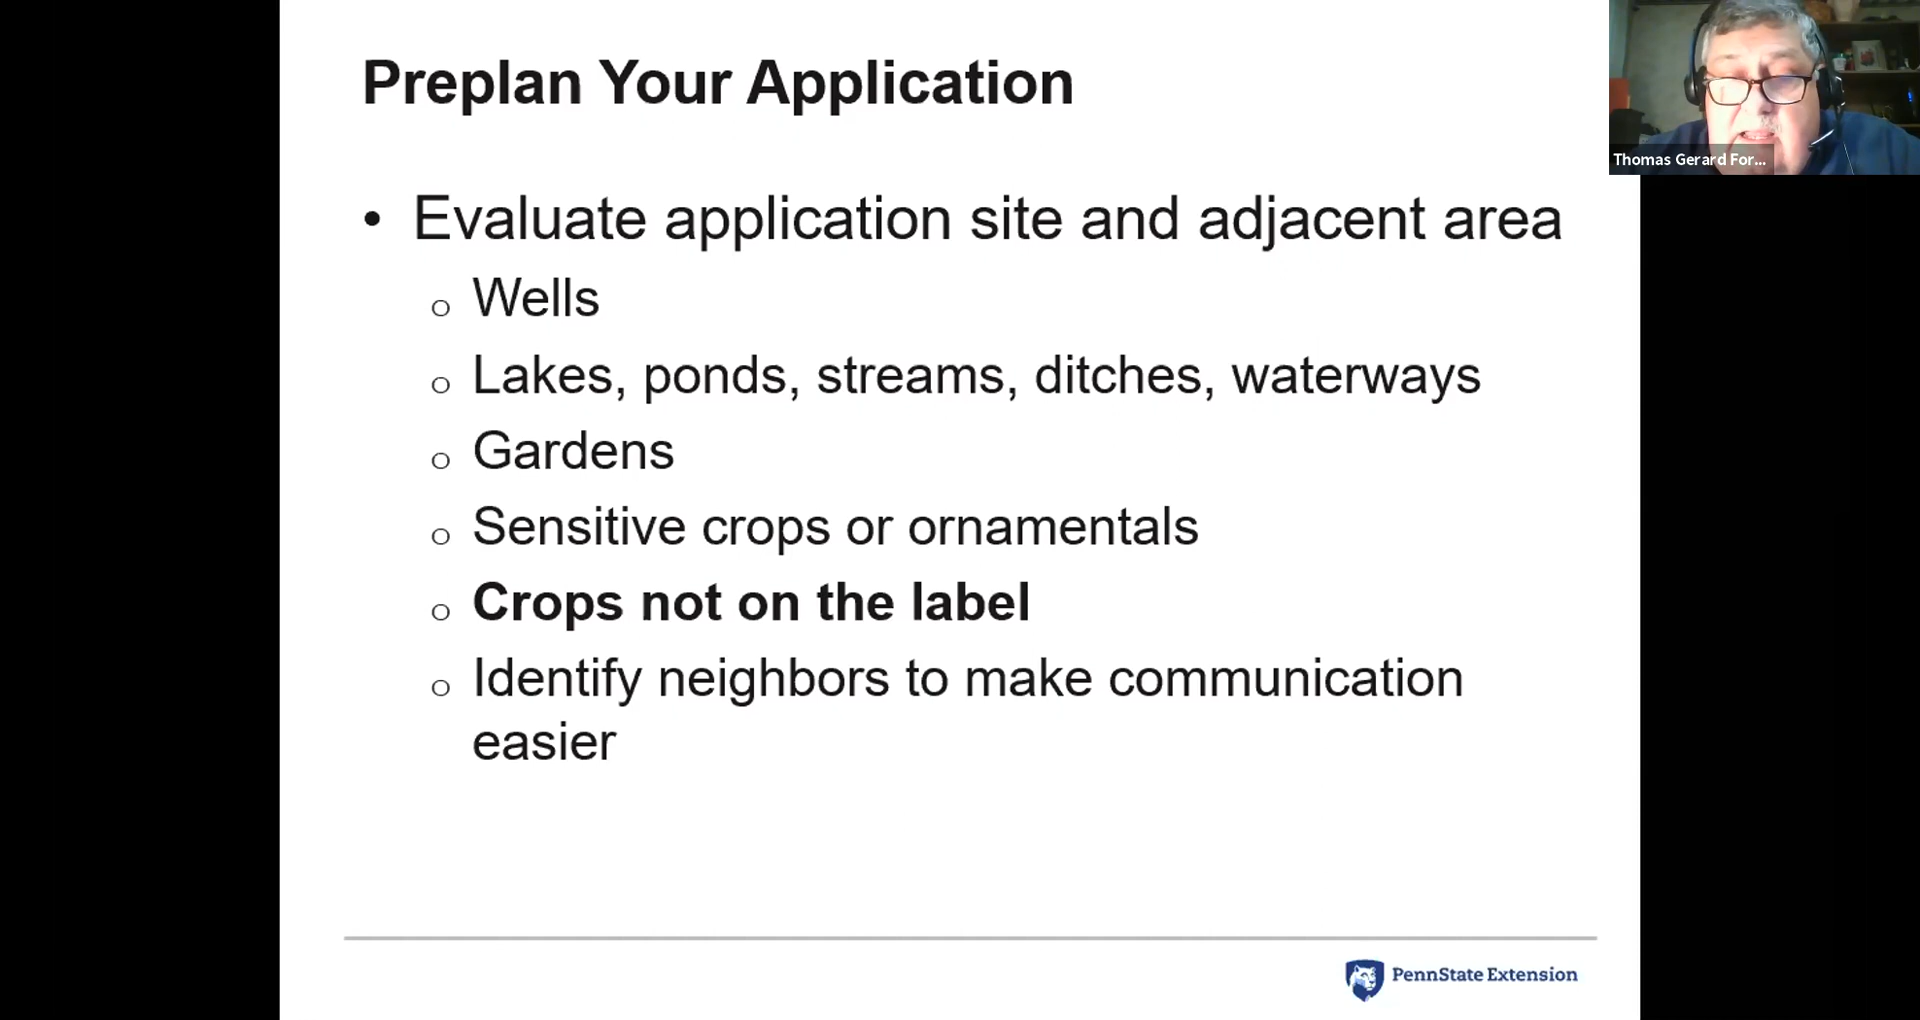 Preplan Your Application
Thomas Gerard For...
• Evaluate application site and adjacent area
o Wells
o Lakes, ponds, streams, ditches, waterways
o Gardens
o Sensitive crops or ornamentals
o Crops not on the label
o Identify neighbors to make communication
easier
PennState Extension